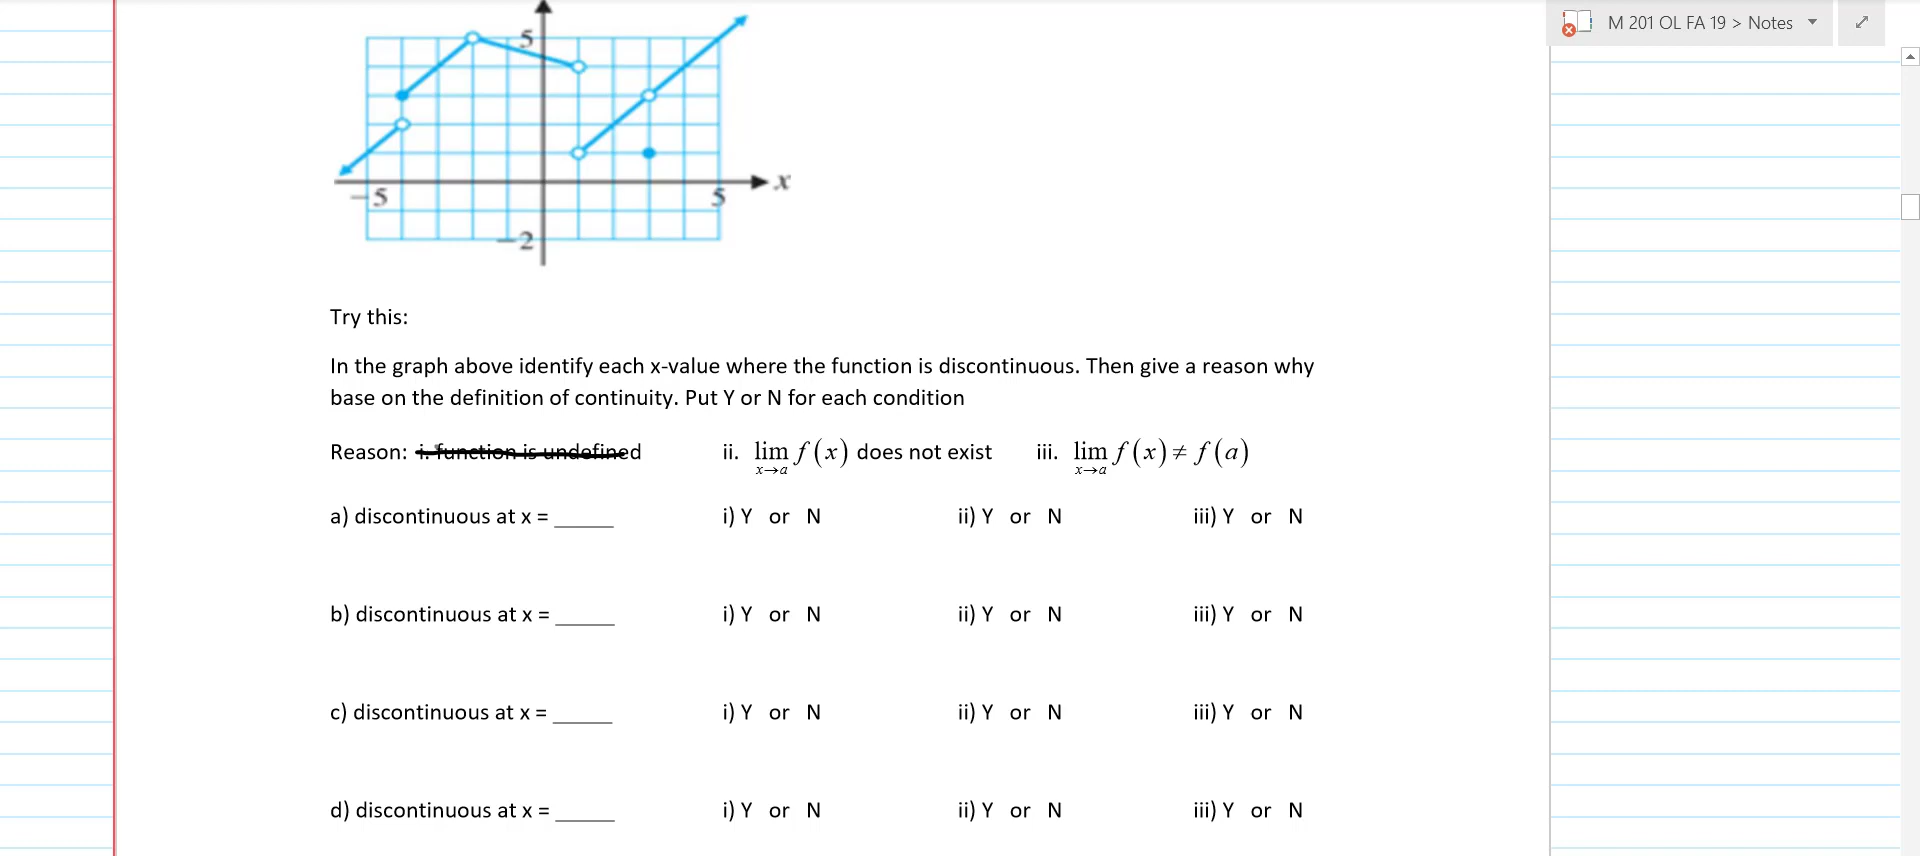 M 201 OL FA 19 > Notes
5
x
-5
5
-2
Try this:
In the graph above identify each x-value where the function is discontinuous. Then give a reason why
base on the definition of continuity. Put Y or N for each condition
Reason: i. function is undefined ii. lim x→a f(x) does not exist iii. lim x→a f(x) ≠ f(a)
a) discontinuous at x = _____ i) Y or N ii) Y or N iii) Y or N
b) discontinuous at x = _____ i) Y or N ii) Y or N iii) Y or N
c) discontinuous at x = _____ i) Y or N ii) Y or N iii) Y or N
d) discontinuous at x = _____ i) Y or N ii) Y or N iii) Y or N